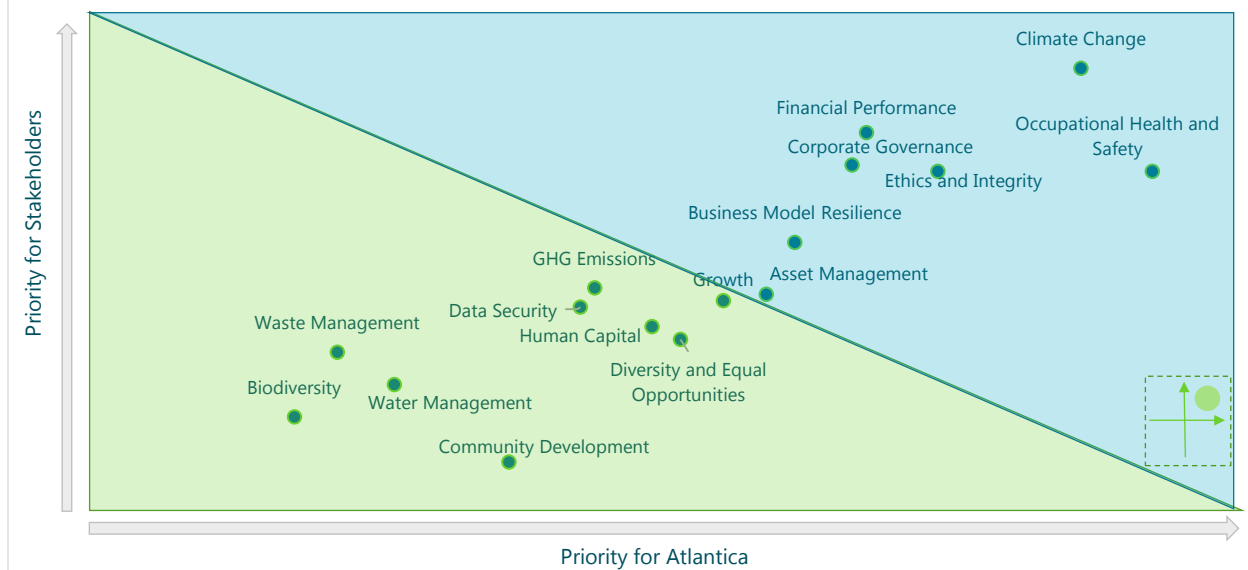 Climate Change
Financial Performance
Occupational Health and
Safety
Corporate Governance
Ethics and Integrity
Business Model Resilience
GHG Emissions
Growth
Asset Management
Data Security
Waste Management
Human Capital
Diversity and Equal
Opportunities
Biodiversity
Water Management
Community Development
Priority for Stakeholders
Priority for Atlantica